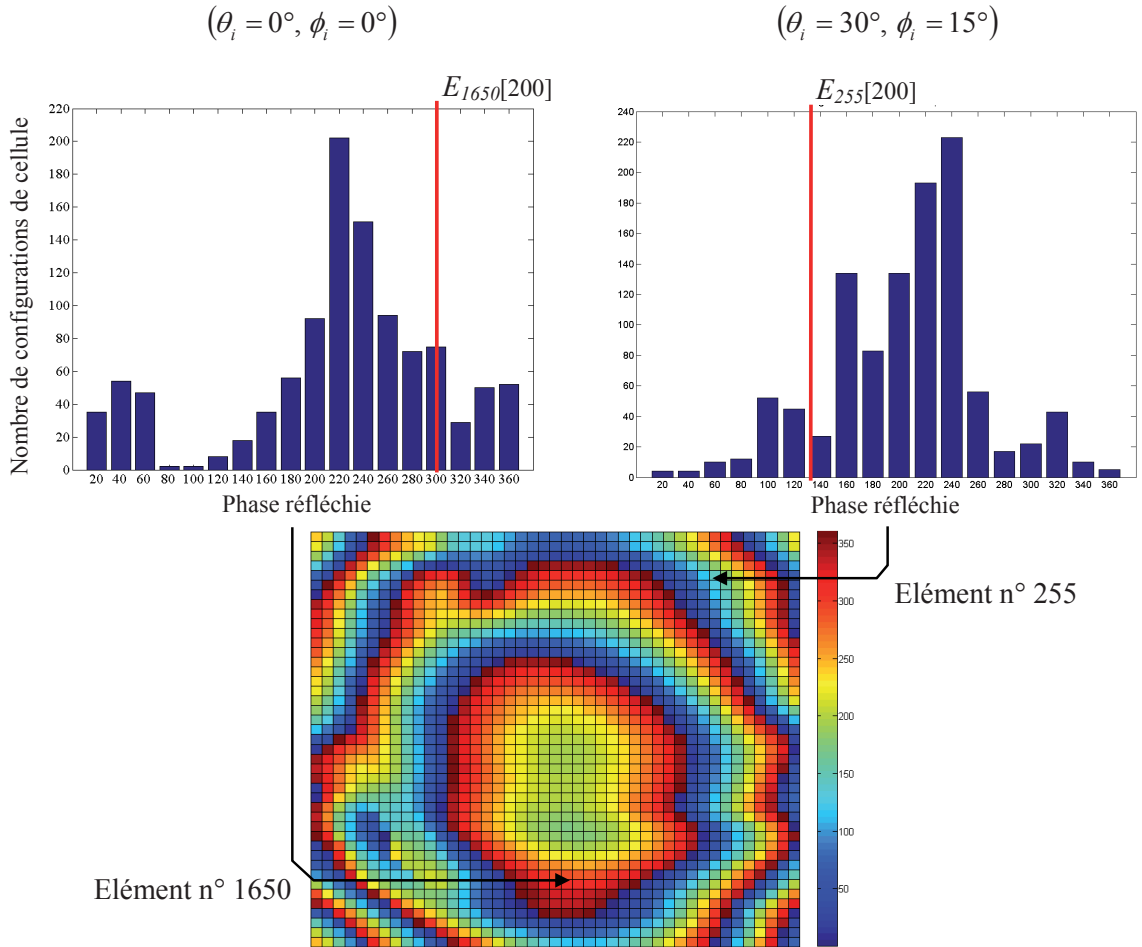 (θi = 0°, ϕi = 0°)
(θi = 30°, ϕi = 15°)
E1650[200]
E255[200]
Nombre de configurations de cellule
220
200
180
160
140
120
100
80
60
40
20
0
20 40 60 80 100 120 140 160 180 200 220 240 260 280 300 320 340 360
Phase réfléchie
240
220
200
180
160
140
120
100
80
60
40
20
0
20 40 60 80 100 120 140 160 180 200 220 240 260 280 300 320 340 360
Phase réfléchie
350
300
250
200
150
100
50
Elément n° 255
Elément n° 1650